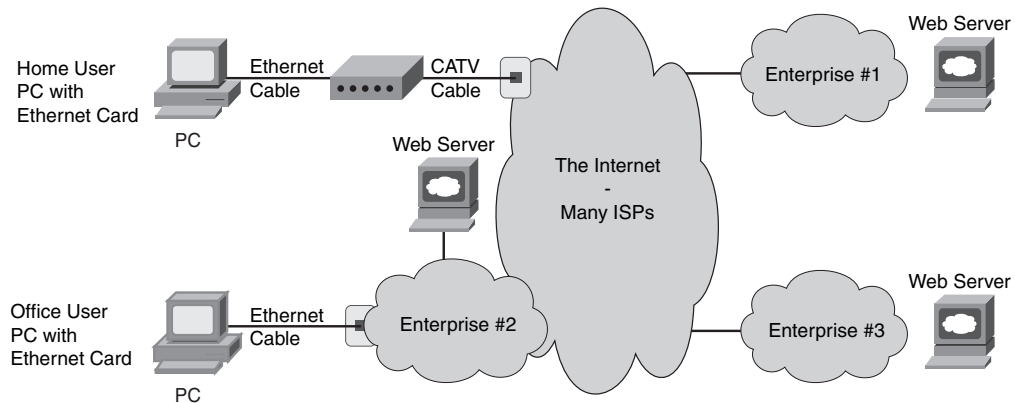 Home User
PC with
Ethernet Card
PC
Ethernet
Cable
CATV
Cable
The Internet
-
Many ISPs
Enterprise #1
Web Server
Web Server
Enterprise #2
Office User
PC with
Ethernet Card
PC
Ethernet
Cable
Enterprise #3
Web Server